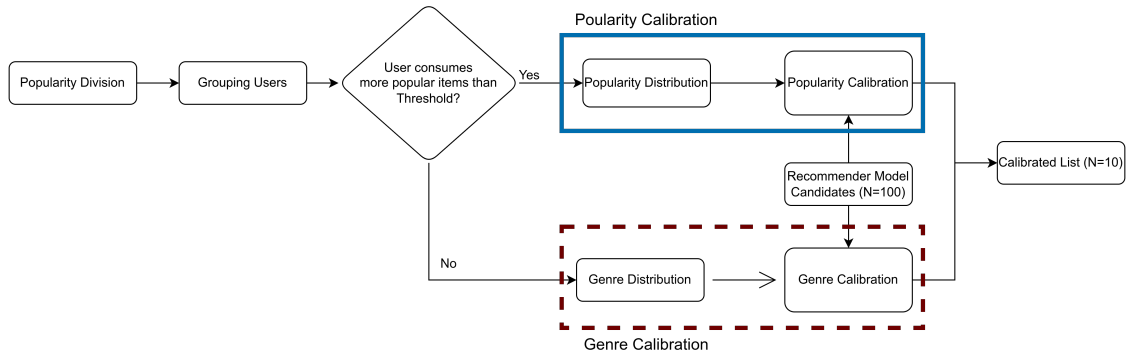 Poularity Calibration
Popularity Division
Grouping Users
User consumes
more popular items than
Threshold?
Yes
Popularity Distribution
Popularity Calibration
Recommender Model
Candidates (N=100)
Calibrated List (N=10)
No
Genre Distribution
Genre Calibration
Genre Calibration